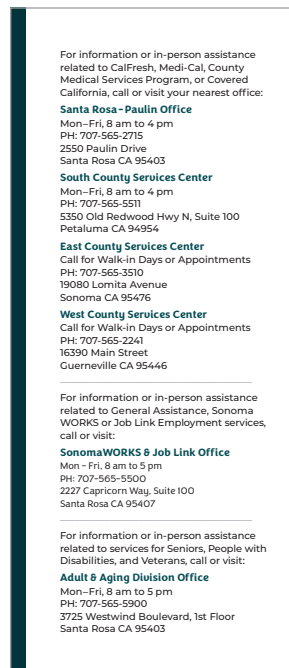 For information or in-person assistance
related to CalFresh, Medi-Cal, County
Medical Services Program, or Covered
California, call or visit your nearest office:
Santa Rosa–Paulin Office
Mon–Fri, 8 am to 4 pm
PH: 707-565-2715
2550 Paulin Drive
Santa Rosa CA 95403
South County Services Center
Mon–Fri, 8 am to 4 pm
PH: 707-565-5511
5350 Old Redwood Hwy N, Suite 100
Petaluma CA 94954
East County Services Center
Call for Walk-in Days or Appointments
PH: 707-565-3510
19080 Lomita Avenue
Sonoma CA 95476
West County Services Center
Call for Walk-in Days or Appointments
PH: 707-565-2241
16390 Main Street
Guerneville CA 95446
For information or in-person assistance
related to General Assistance, Sonoma
WORKS or Job Link Employment services,
call or visit:
SonomaWORKS & Job Link Office
Mon - Fri, 8 am to 5 pm
PH: 707-565-5500
2227 Capricorn Way, Suite 100
Santa Rosa CA 95407
For information or in-person assistance
related to services for Seniors, People with
Disabilities, and Veterans, call or visit:
Adult & Aging Division Office
Mon–Fri, 8 am to 5 pm
PH: 707-565-5900
3725 Westwind Boulevard, 1st Floor
Santa Rosa CA 95403